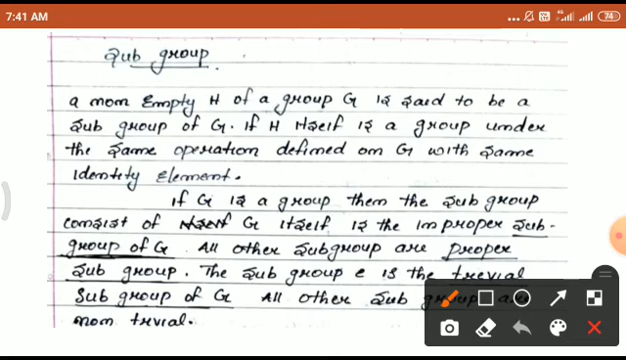 7:41 AM
74
Sub group
a non Empty H of a group G is said to be a
Sub group of G. If H Itself is a group under
the same operation defined on G with same
Identity Element.
If G is a group then the sub group
consist of G itself is the improper sub-
group of G. All other subgroup are proper
sub group. The sub group e is the trevial
Sub group of G All other sub group are
non trvial.